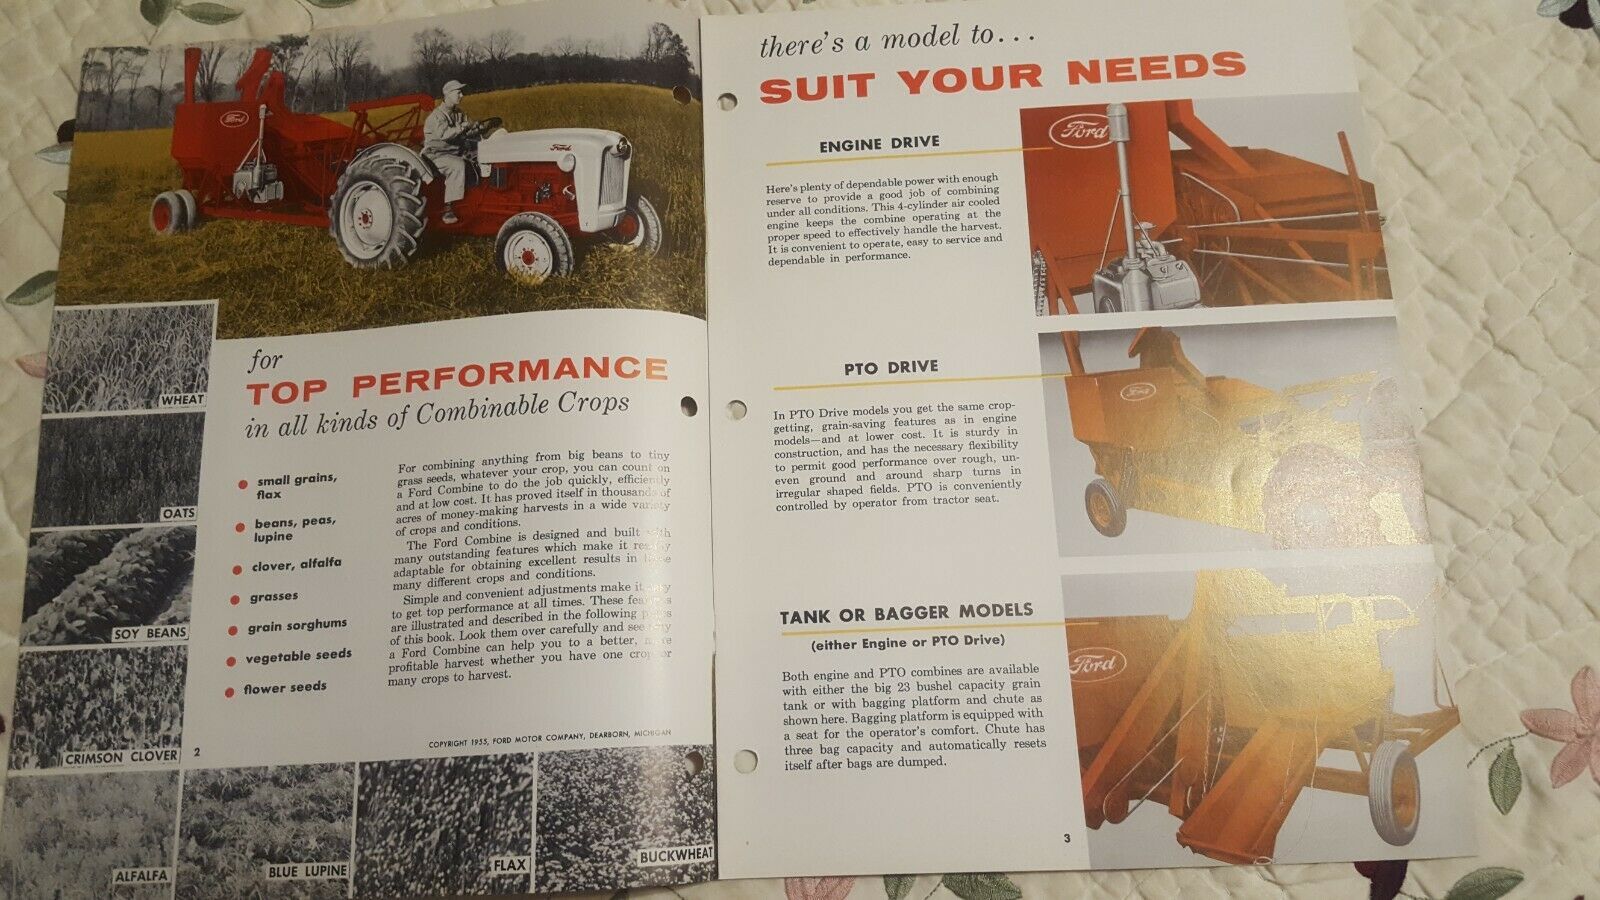 Ford
Ford
for
TOP PERFORMANCE
in all kinds of Combinable Crops
WHEAT
OATS
SOY BEANS
CRIMSON CLOVER
ALFALFA
BLUE LUPINE
FLAX
BUCKWHEAT
small grains,
flax
beans, peas,
lupine
clover, alfalfa
grasses
grain sorghums
vegetable seeds
flower seeds
For combining anything from big beans to tiny
grass seeds, whatever your crop, you can count on
a Ford Combine to do the job quickly, efficiently
and at low cost. It has proved itself in thousands of
acres of money-making harvests in a wide variety
of crops and conditions.
The Ford Combine is designed and built with
many outstanding features which make it
adaptable for obtaining excellent results in
many different crops and conditions.
Simple and convenient adjustments make it
to get top performance at all times. These
are illustrated and described in the following
of this book. Look them over carefully and see
a Ford Combine can help you to a better,
profitable harvest whether you have one crop or
many crops to harvest.
COPYRIGHT 1955, FORD MOTOR COMPANY, DEARBORN, MICHIGAN
2
there's a model to...
SUIT YOUR NEEDS
ENGINE DRIVE
Here's plenty of dependable power with enough
reserve to provide a good job of combining
under all conditions. This 4-cylinder air cooled
engine keeps the combine operating at the
proper speed to effectively handle the harvest.
It is convenient to operate, easy to service and
dependable in performance.
Ford
PTO DRIVE
In PTO Drive models you get the same crop-
getting, grain-saving features as in engine
models—and at lower cost. It is sturdy in
construction, and has the necessary flexibility
to permit good performance over rough, un-
even ground and around sharp turns in
irregular shaped fields. PTO is conveniently
controlled by operator from tractor seat.
Ford
TANK OR BAGGER MODELS
(either Engine or PTO Drive)
Both engine and PTO combines are available
with either the big 23 bushel capacity grain
tank or with bagging platform and chute as
shown here. Bagging platform is equipped with
a seat for the operator's comfort. Chute has
three bag capacity and automatically resets
itself after bags are dumped.
Ford
3